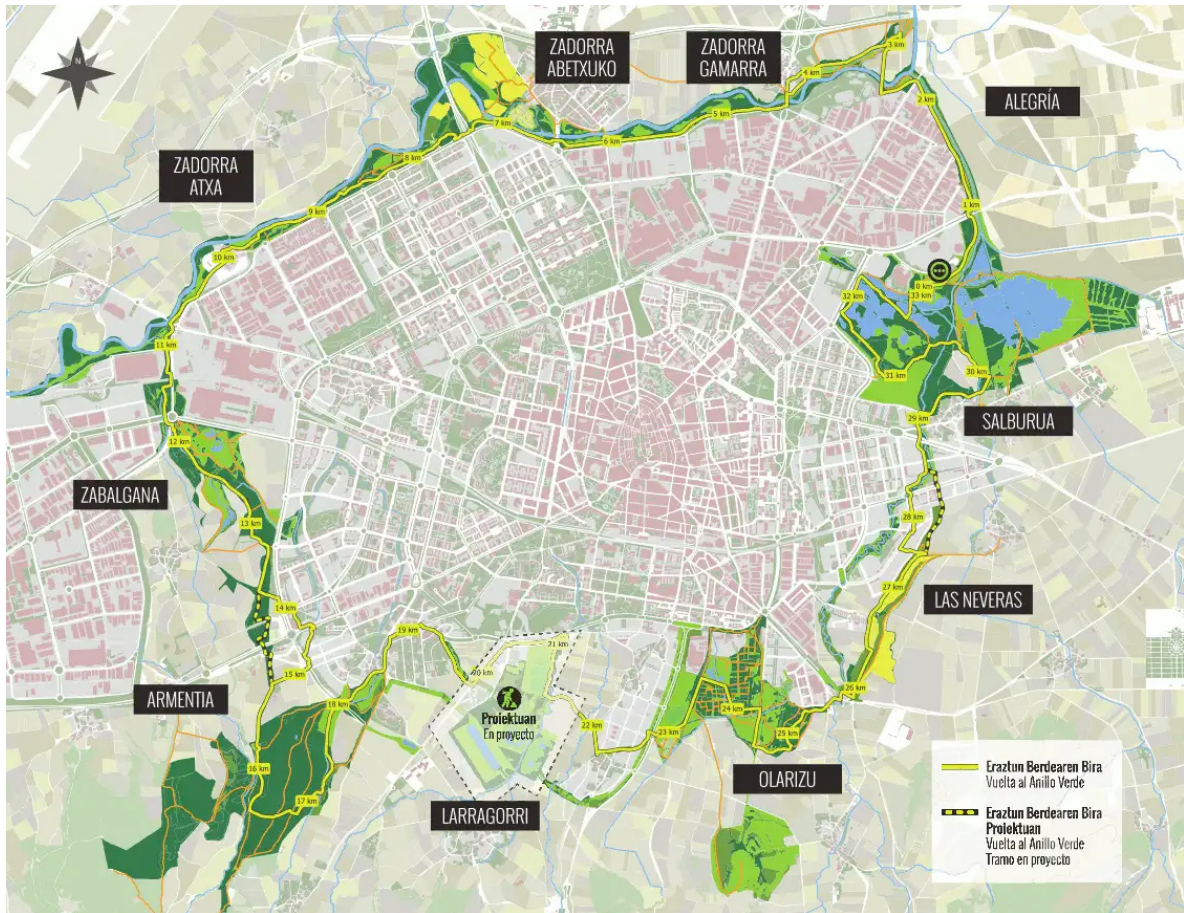 N
ZADORRA
ABETXUKO
ZADORRA
GAMARRA
ALEGRÍA
ZADORRA
ATXA
ZABALGANA
ARMENTIA
LARRAGORRI
OLARIZU
LAS NEVERAS
SALBURUA
0 km
33 km
1 km
2 km
3 km
4 km
5 km
6 km
7 km
8 km
9 km
10 km
11 km
12 km
13 km
14 km
15 km
16 km
17 km
18 km
19 km
20 km
21 km
22 km
23 km
24 km
25 km
26 km
27 km
28 km
29 km
30 km
31 km
32 km
Proiektuan
En proyecto
Eraztun Berdearen Bira
Vuelta al Anillo Verde
Eraztun Berdearen Bira
Proiektuan
Vuelta al Anillo Verde
Tramo en proyecto